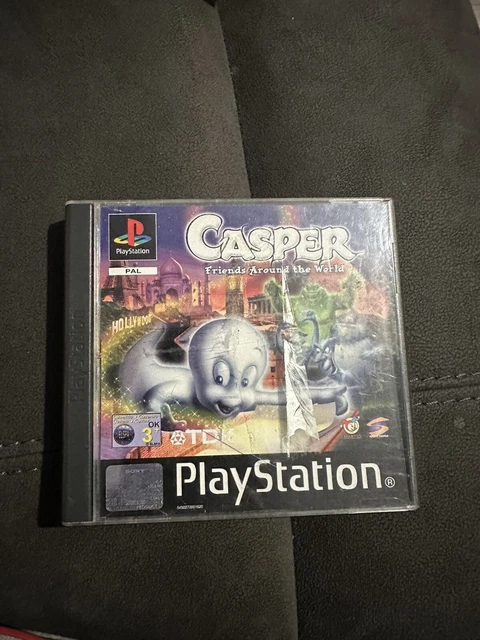 PlayStation
PAL
CASPER
Friends Around the World
HOLLYWOOD
OK
3
TDK
SONY
PlayStation®
PlayStation